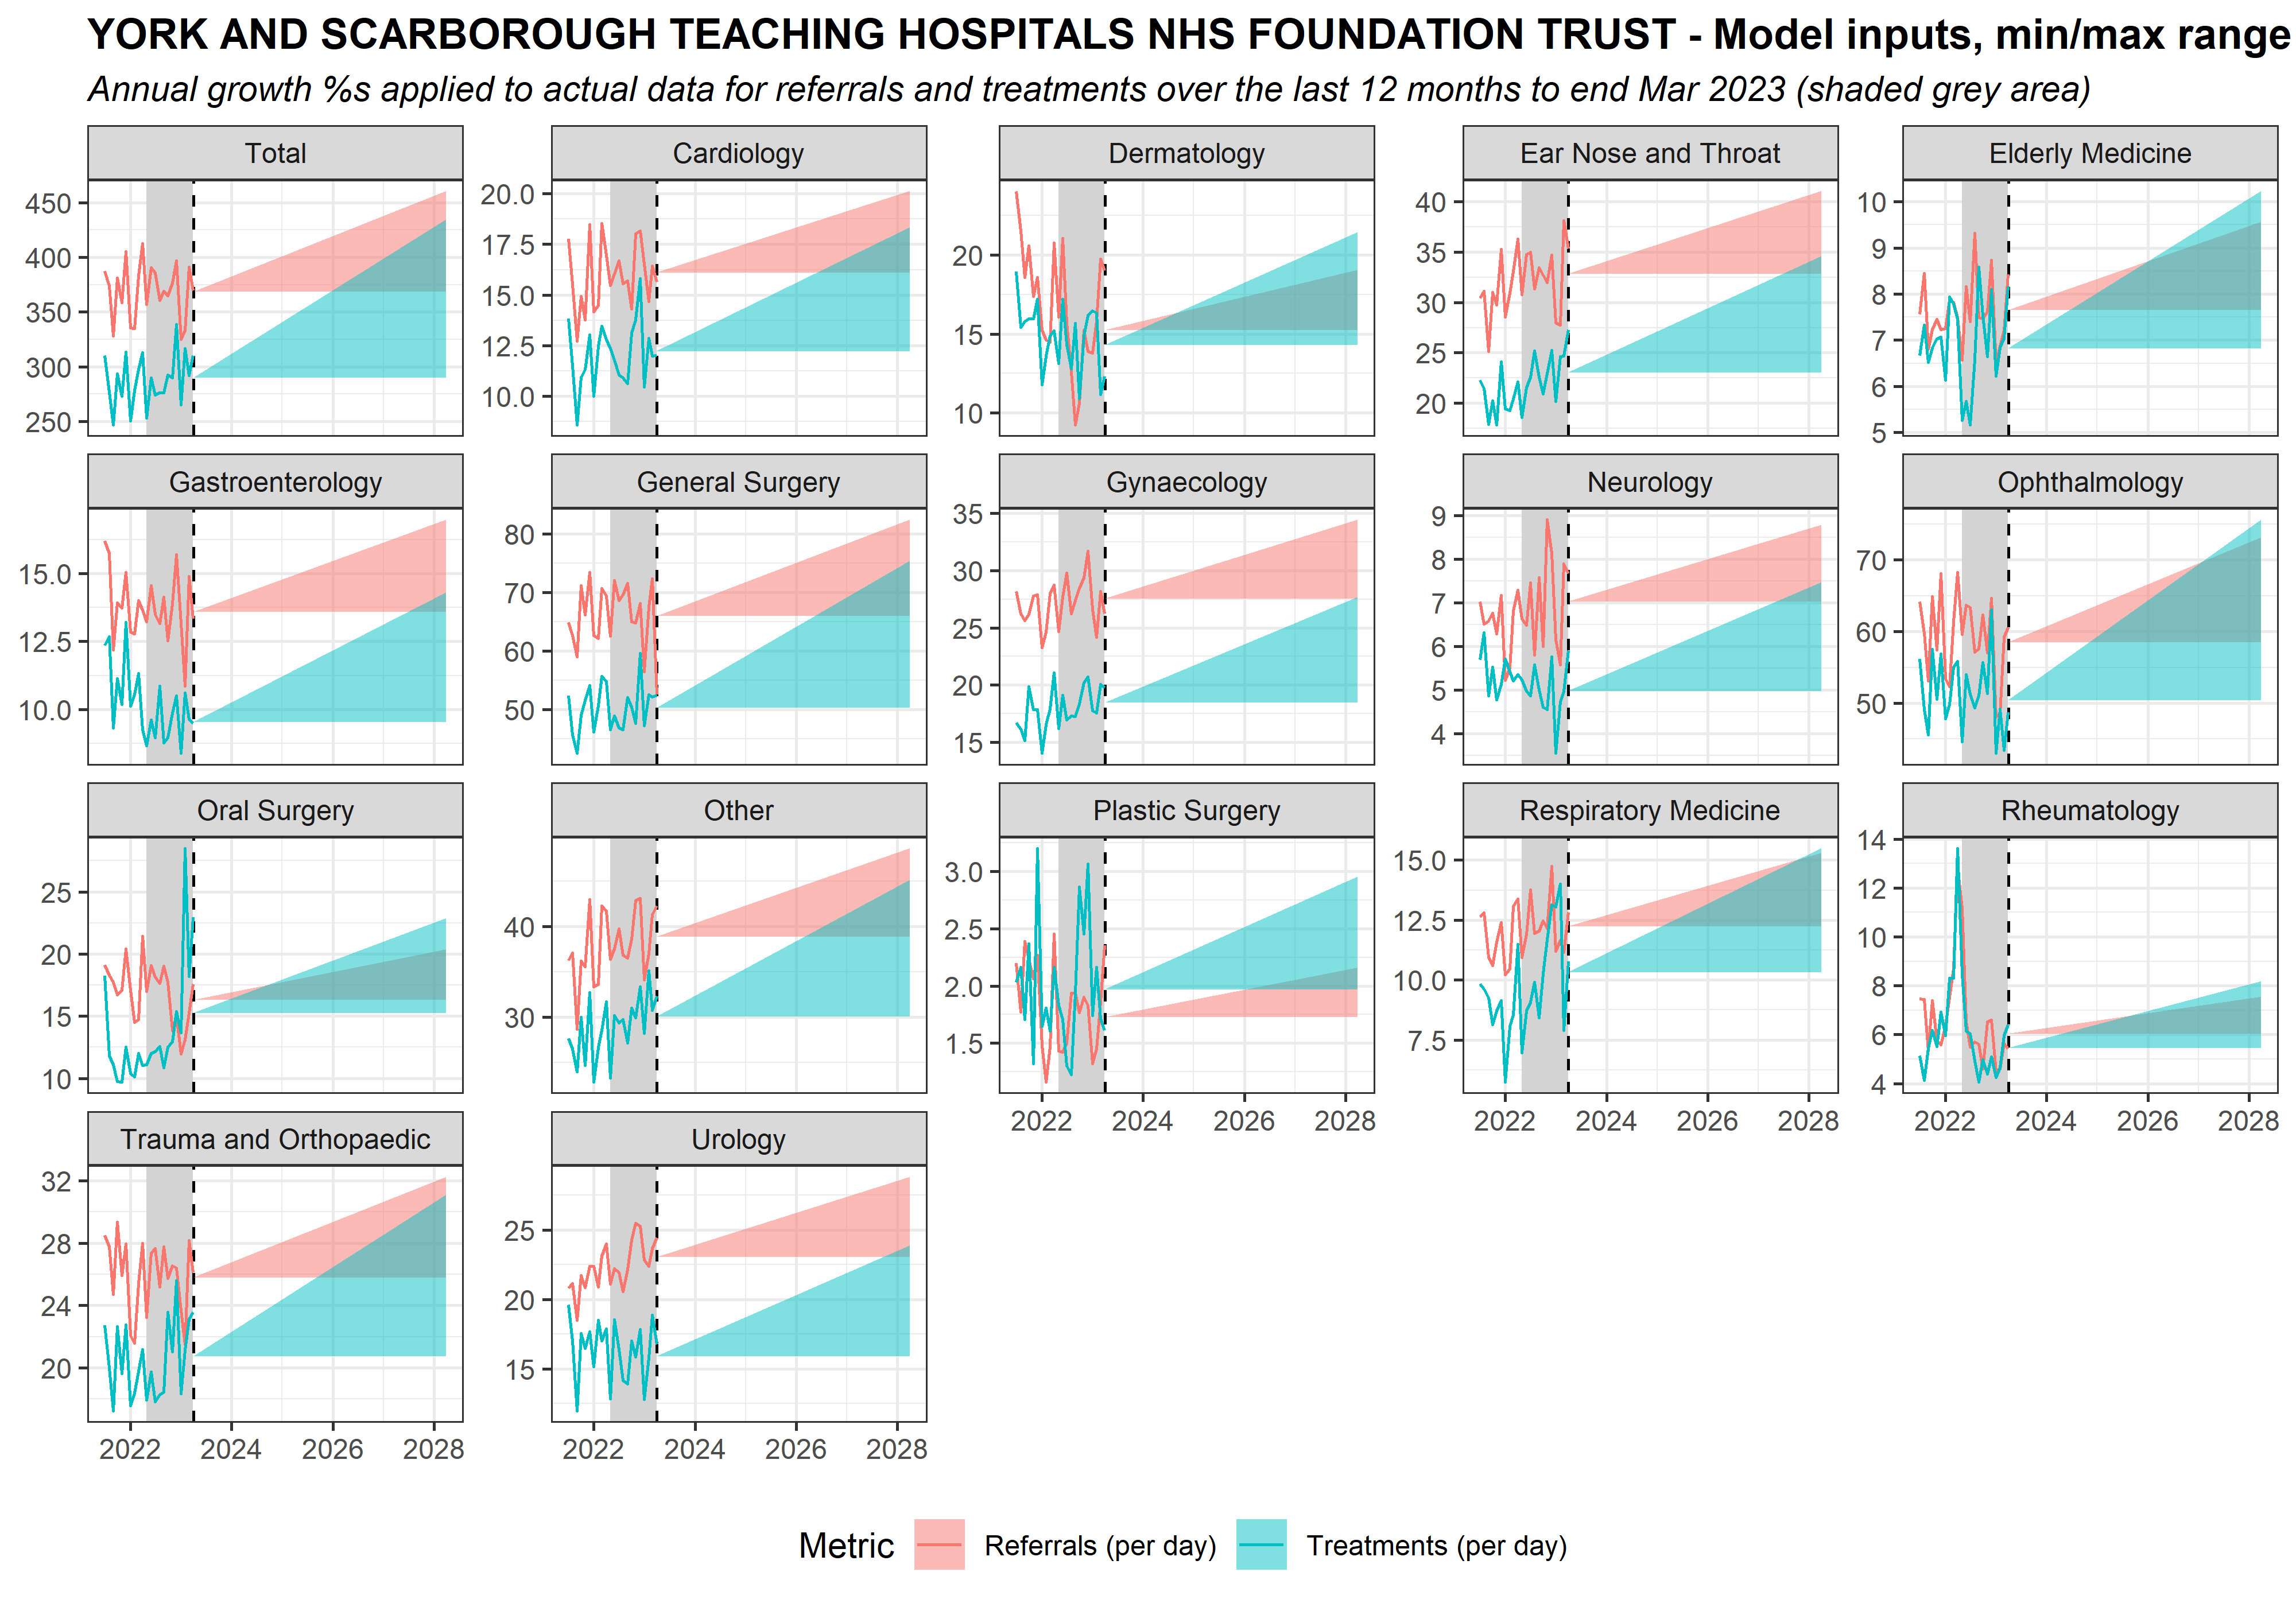 YORK AND SCARBOROUGH TEACHING HOSPITALS NHS FOUNDATION TRUST - Model inputs, min/max range
Annual growth %s applied to actual data for referrals and treatments over the last 12 months to end Mar 2023 (shaded grey area)
Total
450
400
350
300
250
Cardiology
20.0
17.5
15.0
12.5
10.0
Dermatology
20
15
10
Ear Nose and Throat
40
35
30
25
20
Elderly Medicine
10
9
8
7
6
5
Gastroenterology
15.0
12.5
10.0
General Surgery
80
70
60
50
Gynaecology
35
30
25
20
15
Neurology
9
8
7
6
5
4
Ophthalmology
70
60
50
Oral Surgery
25
20
15
10
Other
40
30
Plastic Surgery
3.0
2.5
2.0
1.5
2022 2024 2026 2028
Respiratory Medicine
15.0
12.5
10.0
7.5
2022 2024 2026 2028
Rheumatology
14
12
10
8
6
4
2022 2024 2026 2028
Trauma and Orthopaedic
32
28
24
20
2022 2024 2026 2028
Urology
25
20
15
2022 2024 2026 2028
Metric Referrals (per day) Treatments (per day)